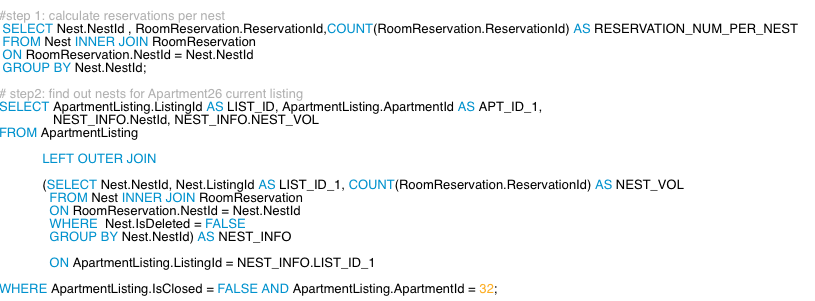 #step 1: calculate reservations per nest
SELECT Nest.NestId , RoomReservation.ReservationId,COUNT(RoomReservation.ReservationId) AS RESERVATION_NUM_PER_NEST
FROM Nest INNER JOIN RoomReservation
ON RoomReservation.NestId = Nest.NestId
GROUP BY Nest.NestId;
# step2: find out nests for Apartment26 current listing
SELECT ApartmentListing.ListingId AS LIST_ID, ApartmentListing.ApartmentId AS APT_ID_1,
NEST_INFO.NestId, NEST_INFO.NEST_VOL
FROM ApartmentListing
LEFT OUTER JOIN
(SELECT Nest.NestId, Nest.ListingId AS LIST_ID_1, COUNT(RoomReservation.ReservationId) AS NEST_VOL
FROM Nest INNER JOIN RoomReservation
ON RoomReservation.NestId = Nest.NestId
WHERE Nest.IsDeleted = FALSE
GROUP BY Nest.NestId) AS NEST_INFO
ON ApartmentListing.ListingId = NEST_INFO.LIST_ID_1
WHERE ApartmentListing.IsClosed = FALSE AND ApartmentListing.ApartmentId = 32;